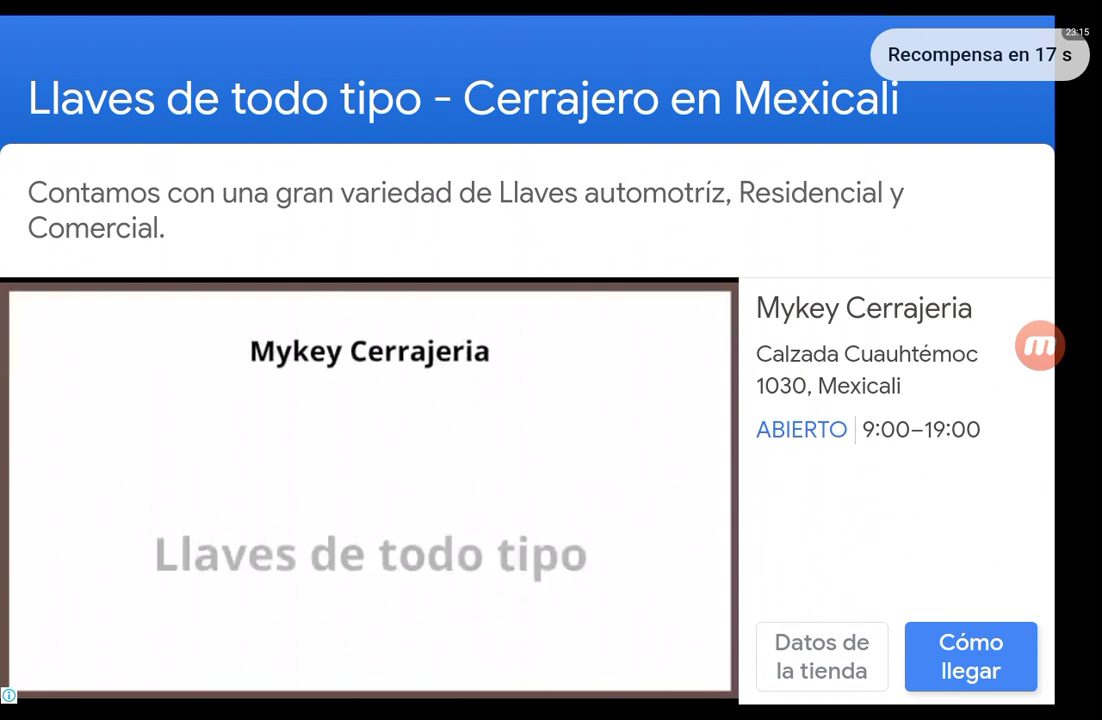 23:15
Recompensa en 17 s
Llaves de todo tipo - Cerrajero en Mexicali
Contamos con una gran variedad de Llaves automotríz, Residencial y
Comercial.
Mykey Cerrajeria
Llaves de todo tipo
Mykey Cerrajeria
Calzada Cuauhtémoc
1030, Mexicali
ABIERTO | 9:00–19:00
Datos de
la tienda
Cómo
llegar